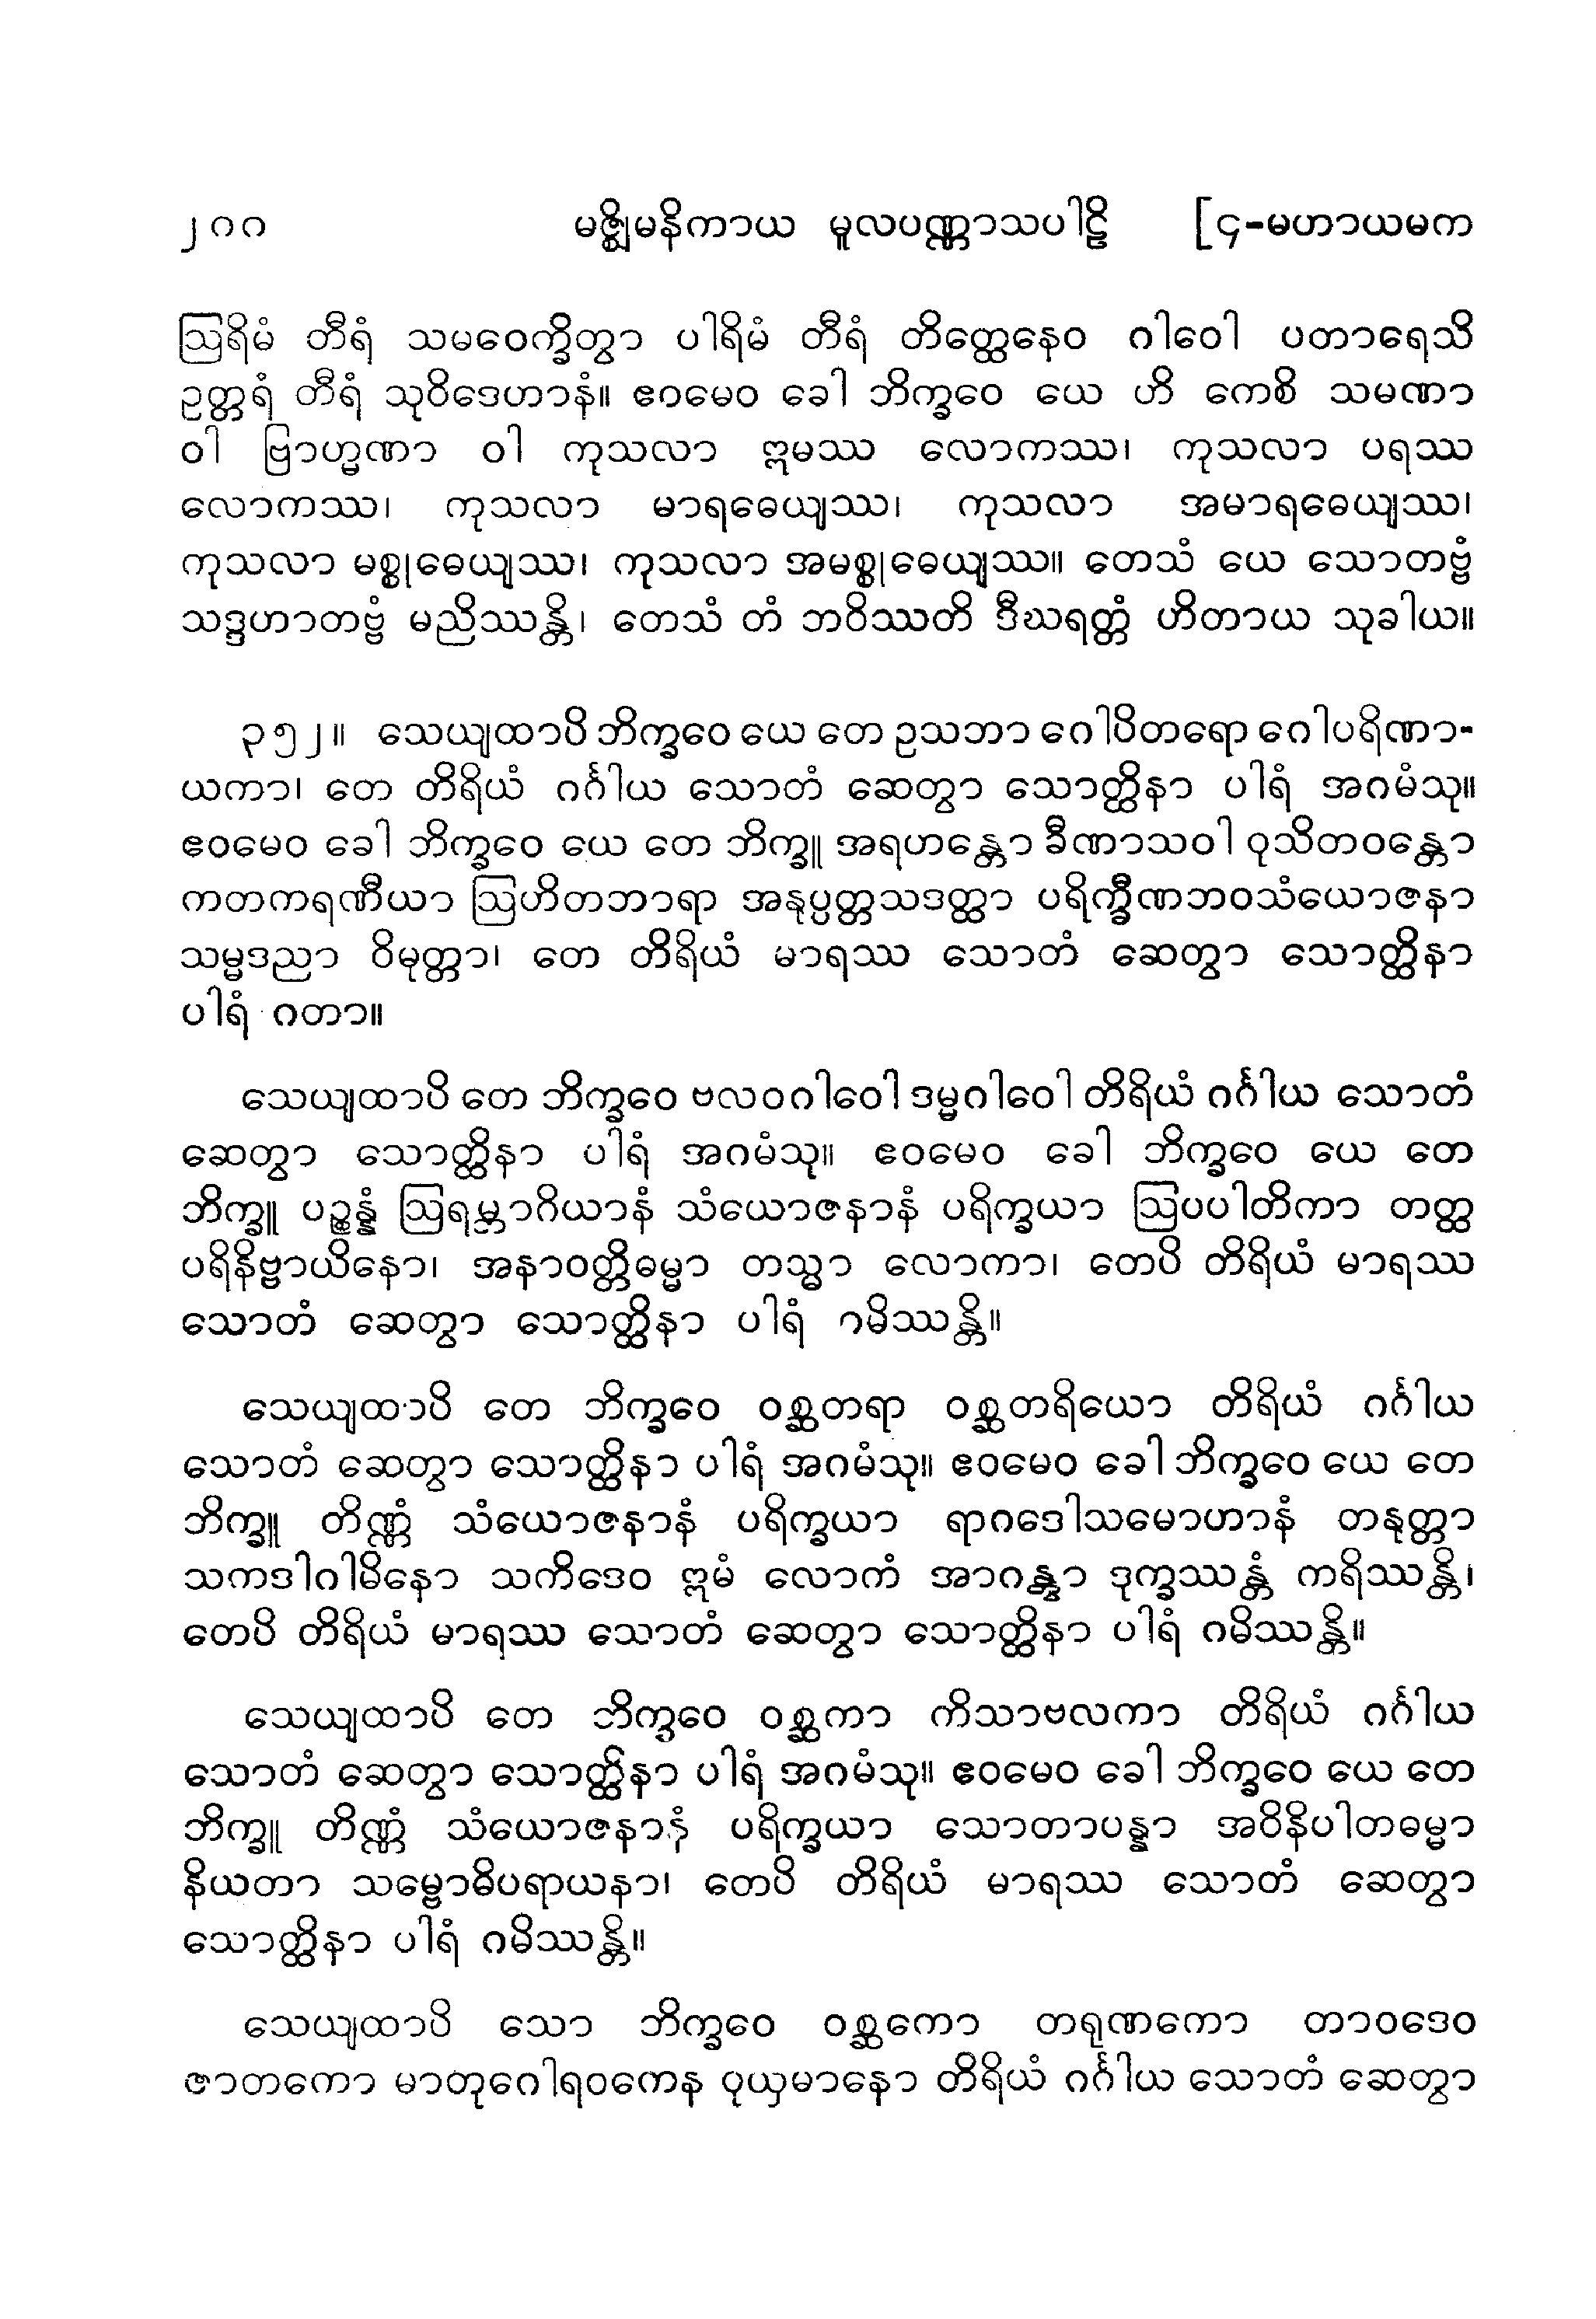 ၂၈၈ မဇ္ဈိမနိကာယ မူလပဏ္ဏာသပါဠိ [၄-မဟာယမက
ဩရိမံ တီရံ သမဝေက္ခိတွာ ပါရိမံ တီရံ တိတ္ထေနေဝ ဂါဝေါ ပတာရေသိ
ဥတ္တရံ တီရံ သုဝိဒေဟာနံ။ ဧဝမေဝ ခေါ ဘိက္ခဝေ ယေ ဟိ ကေစိ သမဏာ
ဝါ ဗြာဟ္မဏာ ဝါ ကုသလာ ဣမဿ လောကဿ၊ ကုသလာ ပရဿ
လောကဿ၊ ကုသလာ မာရဓေယျဿ၊ ကုသလာ အမာရဓေယျဿ၊
ကုသလာ မစ္စုဓေယျဿ၊ ကုသလာ အမစ္စုဓေယျဿ။ တေသံ ယေ သောတဗ္ဗံ
သဒ္ဒဟာတဗ္ဗံ မညိဿန္တိ၊ တေသံ တံ ဘဝိဿတိ ဒီဃရတ္တံ ဟိတာယ သုခါယ။
၃၅၂။ သေယျထာပိ ဘိက္ခဝေ ယေ တေ ဥသဘာ ဂေါပိတရော ဂေါပရိဏာ-
ယကာ၊ တေ တိရိယံ ဂင်္ဂါယ သောတံ ဆေတွာ သောတ္ထိနာ ပါရံ အဂမံသု။
ဧဝမေဝ ခေါ ဘိက္ခဝေ ယေ တေ ဘိက္ခူ အရဟန္တော ခီဏာသဝါ ဝုသိတဝန္တော
ကတကရဏီယာ ဩဟိတဘာရာ အနုပ္ပတ္တသဒတ္ထာ ပရိက္ခီဏဘဝသံယောဇနာ
သမ္မဒညာ ဝိမုတ္တာ၊ တေ တိရိယံ မာရဿ သောတံ ဆေတွာ သောတ္ထိနာ
ပါရံ ဂတာ။
သေယျထာပိ တေ ဘိက္ခဝေ ဗလဝဂါဝေါ ဒမ္မဂါဝေါ တိရိယံ ဂင်္ဂါယ သောတံ
ဆေတွာ သောတ္ထိနာ ပါရံ အဂမံသု။ ဧဝမေဝ ခေါ ဘိက္ခဝေ ယေ တေ
ဘိက္ခူ ပဉ္စန္နံ ဩရမ္ဘာဂိယာနံ သံယောဇနာနံ ပရိက္ခယာ ဩပပါတိကာ တတ္ထ
ပရိနိဗ္ဗာယိနော၊ အနာဝတ္တိဓမ္မာ တသ္မာ လောကာ၊ တေပိ တိရိယံ မာရဿ
သောတံ ဆေတွာ သောတ္ထိနာ ပါရံ ဂမိဿန္တိ။
သေယျထာပိ တေ ဘိက္ခဝေ ဝစ္ဆတရာ ဝစ္ဆတရိယော တိရိယံ ဂင်္ဂါယ
သောတံ ဆေတွာ သောတ္ထိနာ ပါရံ အဂမံသု။ ဧဝမေဝ ခေါ ဘိက္ခဝေ ယေ တေ
ဘိက္ခူ တိဏ္ဏံ သံယောဇနာနံ ပရိက္ခယာ ရာဂဒေါသမောဟာနံ တနုတ္တာ
သကဒါဂါမိနော သကိဒေဝ ဣမံ လောကံ အာဂန္တွာ ဒုက္ခဿန္တံ ကရိဿန္တိ၊
တေပိ တိရိယံ မာရဿ သောတံ ဆေတွာ သောတ္ထိနာ ပါရံ ဂမိဿန္တိ။
သေယျထာပိ တေ ဘိက္ခဝေ ဝစ္ဆကာ ကိသာဗလကာ တိရိယံ ဂင်္ဂါယ
သောတံ ဆေတွာ သောတ္ထိနာ ပါရံ အဂမံသု။ ဧဝမေဝ ခေါ ဘိက္ခဝေ ယေ တေ
ဘိက္ခူ တိဏ္ဏံ သံယောဇနာနံ ပရိက္ခယာ သောတာပန္နာ အဝိနိပါတဓမ္မာ
နိယတာ သမ္ဗောဓိပရာယနာ၊ တေပိ တိရိယံ မာရဿ သောတံ ဆေတွာ
သောတ္ထိနာ ပါရံ ဂမိဿန္တိ။
သေယျထာပိ သော ဘိက္ခဝေ ဝစ္ဆကော တရုဏကော တာဝဒေဝ
ဇာတကော မာတုဂေါရဝကေန ဝုယှမာနော တိရိယံ ဂင်္ဂါယ သောတံ ဆေတွာ